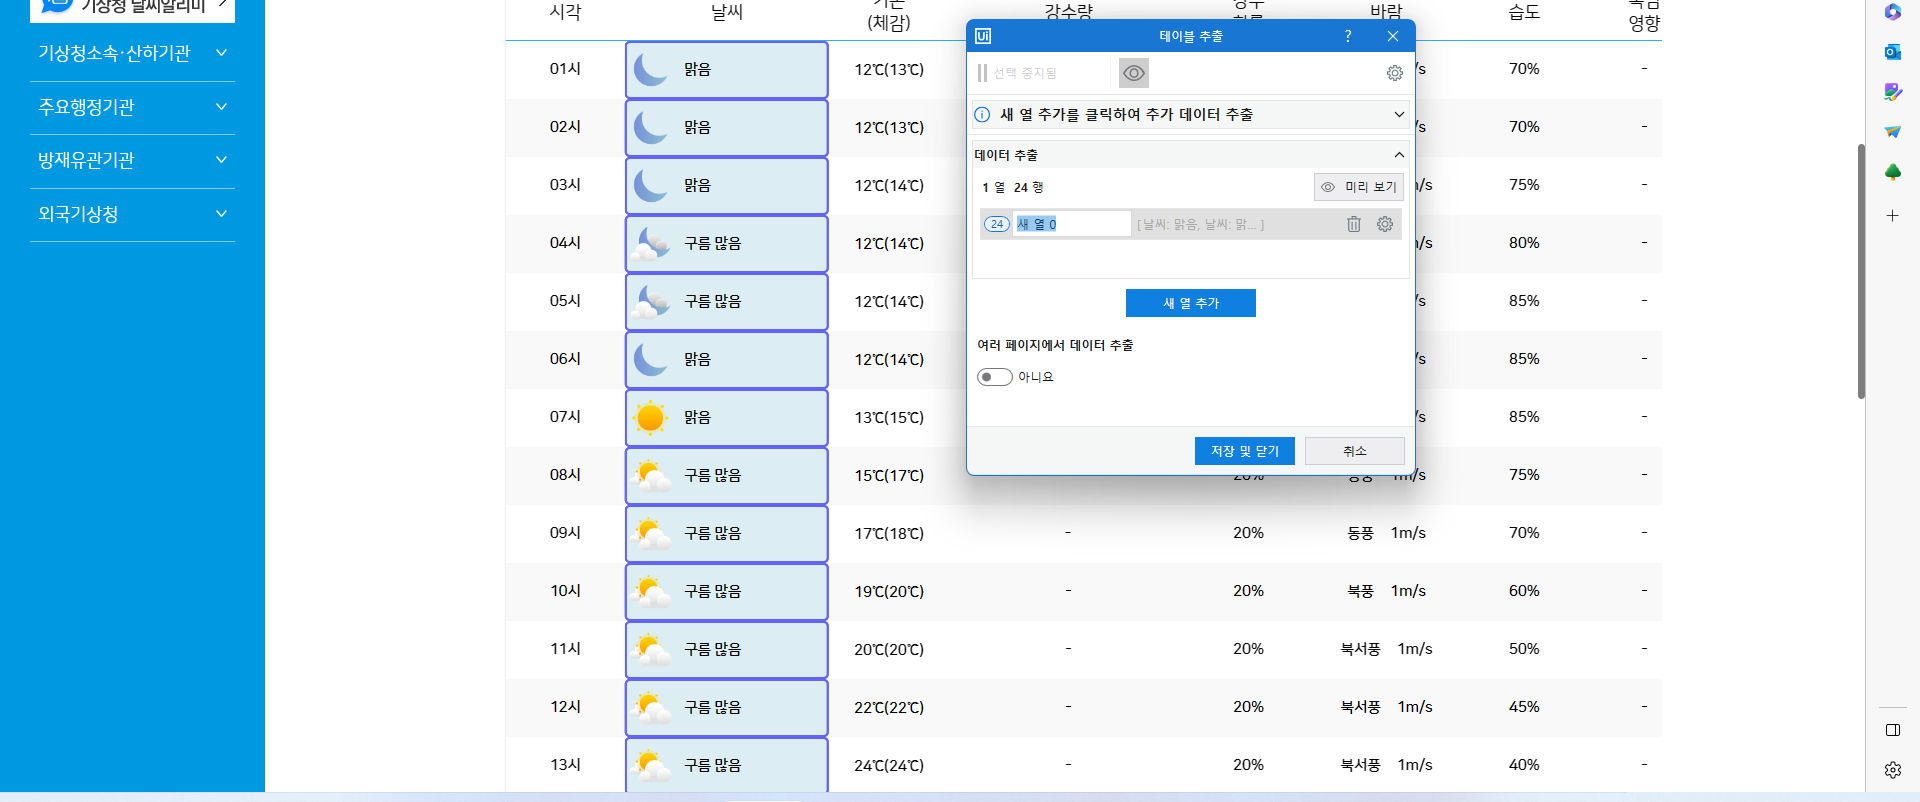 기상청 날씨알리미
기상청소속·산하기관
주요행정기관
방재유관기관
외국기상청
시각 날씨 기온 (체감) 강수량 바람 습도 영향
01시 맑음 12℃(13℃) 70% -
02시 맑음 12℃(13℃) 70% -
03시 맑음 12℃(14℃) 75% -
04시 구름 많음 12℃(14℃) 80% -
05시 구름 많음 12℃(14℃) 85% -
06시 맑음 12℃(14℃) 85% -
07시 맑음 13℃(15℃) 85% -
08시 구름 많음 15℃(17℃) 75% -
09시 구름 많음 17℃(18℃) - 20% 동풍 1m/s 70% -
10시 구름 많음 19℃(20℃) - 20% 북풍 1m/s 60% -
11시 구름 많음 20℃(20℃) - 20% 북서풍 1m/s 50% -
12시 구름 많음 22℃(22℃) - 20% 북서풍 1m/s 45% -
13시 구름 많음 24℃(24℃) - 20% 북서풍 1m/s 40% -
Ui 테이블 추출 ?
선택 중지됨
새 열 추가를 클릭하여 추가 데이터 추출
데이터 추출
1 열 24 행 미리 보기
24 새 열 0 [ 날씨: 맑음, 날씨: 맑... ]
새 열 추가
여러 페이지에서 데이터 추출
아니요
저장 및 닫기 취소